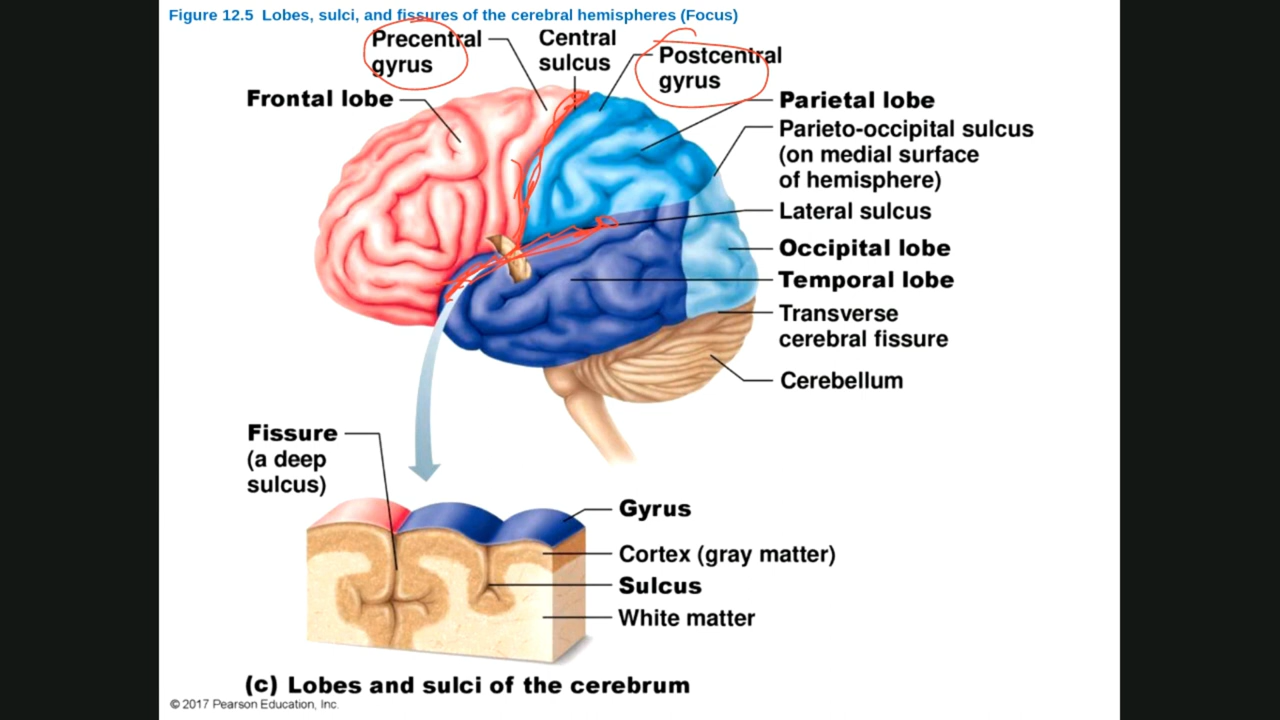 Figure 12.5 Lobes, sulci, and fissures of the cerebral hemispheres (Focus)
Precentral
gyrus
Central
sulcus
Postcentral
gyrus
Frontal lobe
Parietal lobe
Parieto-occipital sulcus
(on medial surface
of hemisphere)
Lateral sulcus
Occipital lobe
Temporal lobe
Transverse
cerebral fissure
Cerebellum
Fissure
(a deep
sulcus)
Gyrus
Cortex (gray matter)
Sulcus
White matter
(c) Lobes and sulci of the cerebrum
© 2017 Pearson Education, Inc.